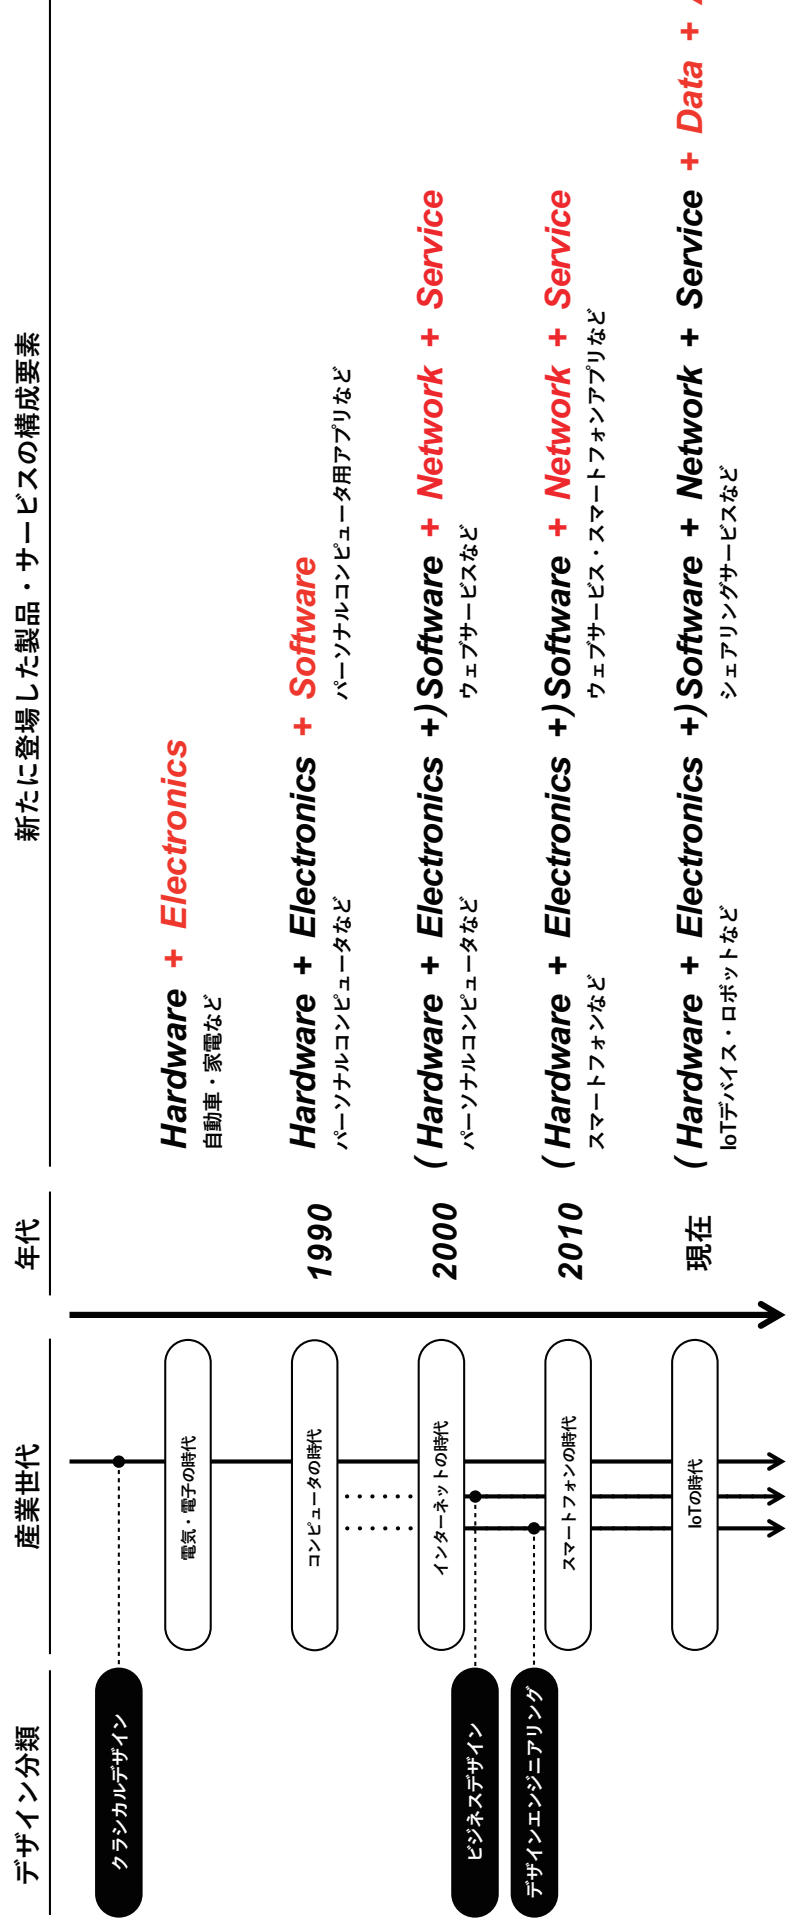 デザイン分類
産業世代
年代
新たに登場した製品・サービスの構成要素
クラシカルデザイン
電気・電子の時代
Hardware + Electronics
自動車・家電など
コンピュータの時代
1990
Hardware + Electronics + Software
パーソナルコンピュータなど
パーソナルコンピュータ用アプリなど
インターネットの時代
2000
(Hardware + Electronics +)Software + Network + Service
パーソナルコンピュータなど
ウェブサービスなど
ビジネスデザイン
デザインエンジニアリング
スマートフォンの時代
2010
(Hardware + Electronics +)Software + Network + Service
スマートフォンなど
ウェブサービス・スマートフォンアプリなど
IoTの時代
現在
(Hardware + Electronics +)Software + Network + Service + Data +
IoTデバイス・ロボットなど
シェアリングサービスなど